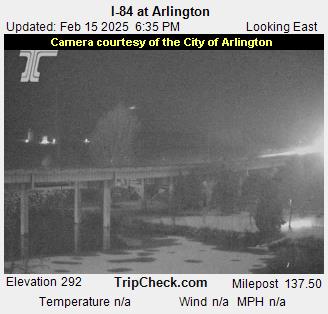 I-84 at Arlington
Updated: Feb 15 2025 6:35 PM Looking East
Camera courtesy of the City of Arlington
Elevation 292 TripCheck.com Milepost 137.50
Temperature n/a Wind n/a MPH n/a